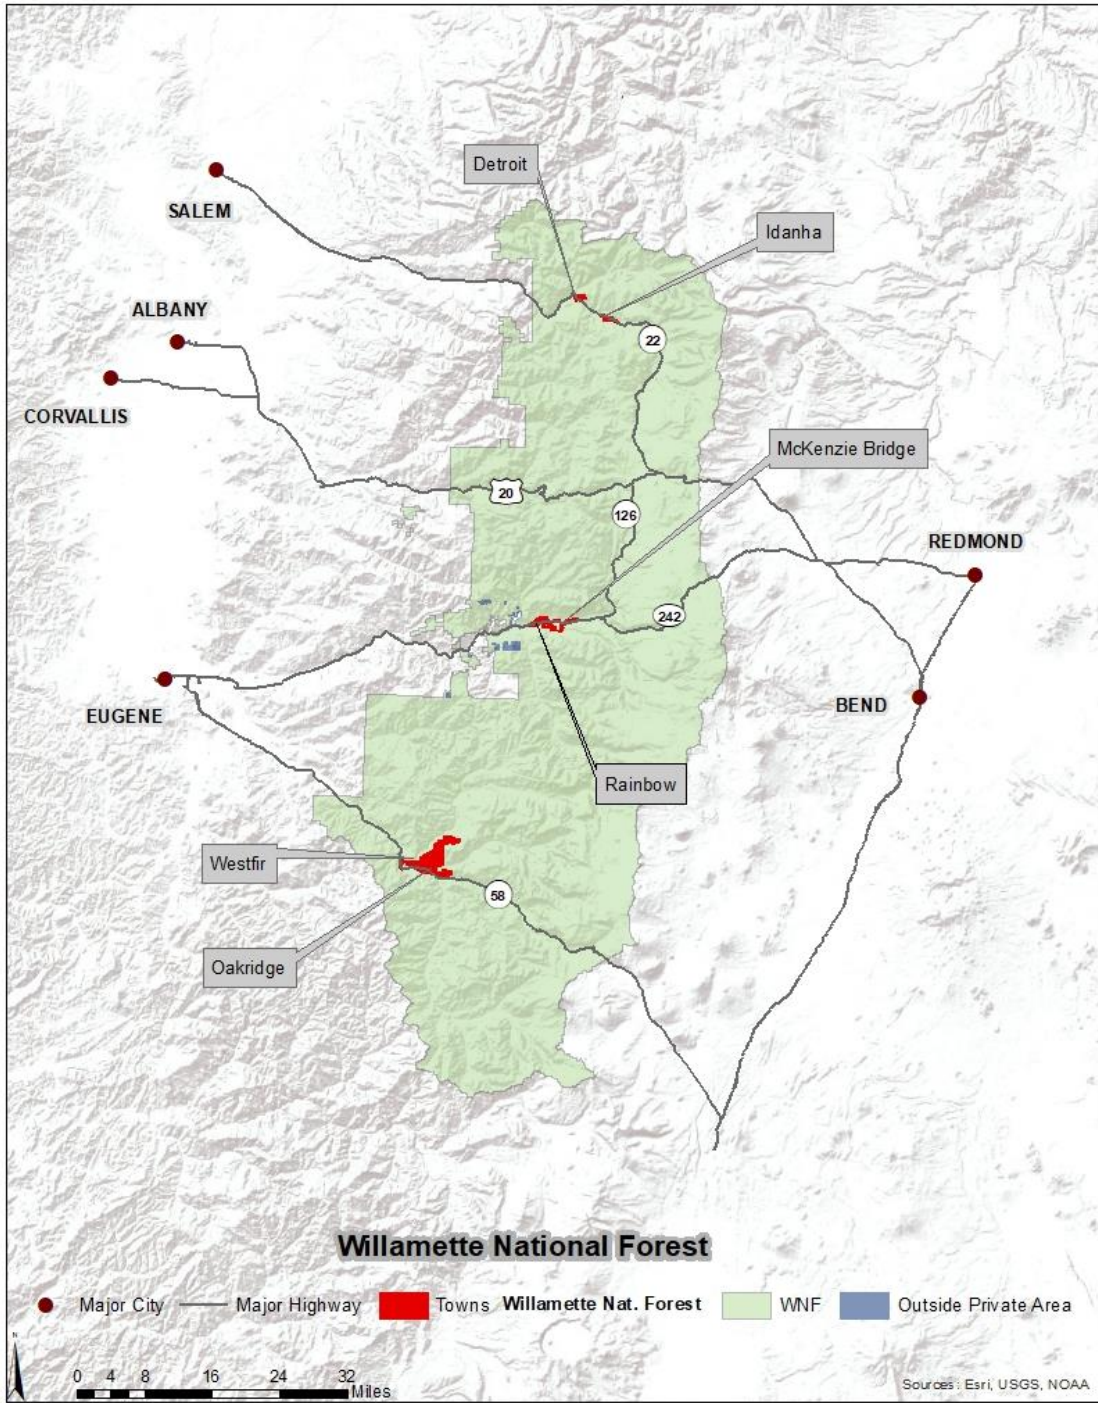 Detroit
SALEM
Idanha
ALBANY
22
CORVALLIS
McKenzie Bridge
20
126
REDMOND
242
EUGENE
BEND
Rainbow
Westfir
58
Oakridge
Willamette National Forest
Major City Major Highway Towns Willamette Nat. Forest WNF Outside Private Area
N
0 4 8 16 24 32
Miles
Sources: Esri, USGS, NOAA